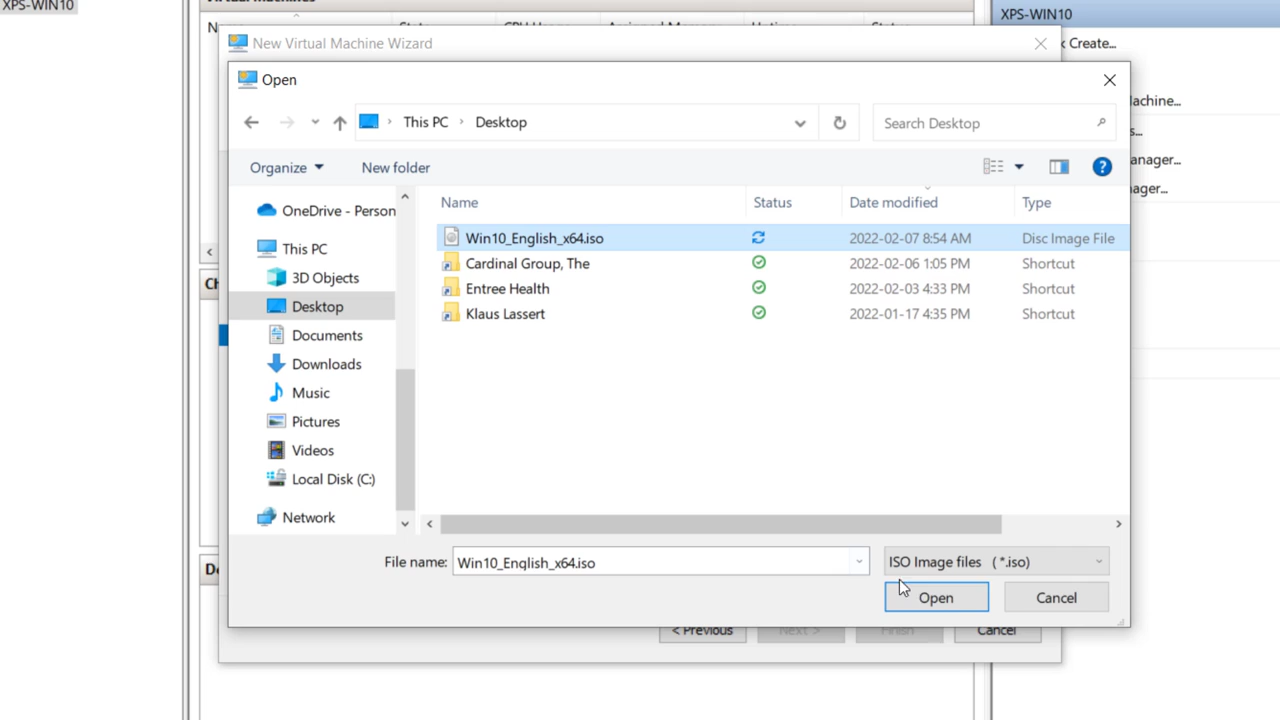 XPS-WIN10
XPS-WIN10
New Virtual Machine Wizard
Create...
Open
This PC
Desktop
Search Desktop
Organize
New folder
OneDrive - Person
This PC
3D Objects
Desktop
Documents
Downloads
Music
Pictures
Videos
Local Disk (C:)
Network
Name Status Date modified Type
Win10_English_x64.iso 2022-02-07 8:54 AM Disc Image File
Cardinal Group, The 2022-02-06 1:05 PM Shortcut
Entree Health 2022-02-03 4:33 PM Shortcut
Klaus Lassert 2022-01-17 4:35 PM Shortcut
File name: Win10_English_x64.iso
ISO Image files (*.iso)
Open
Cancel
< Previous
Next >
Finish
Cancel